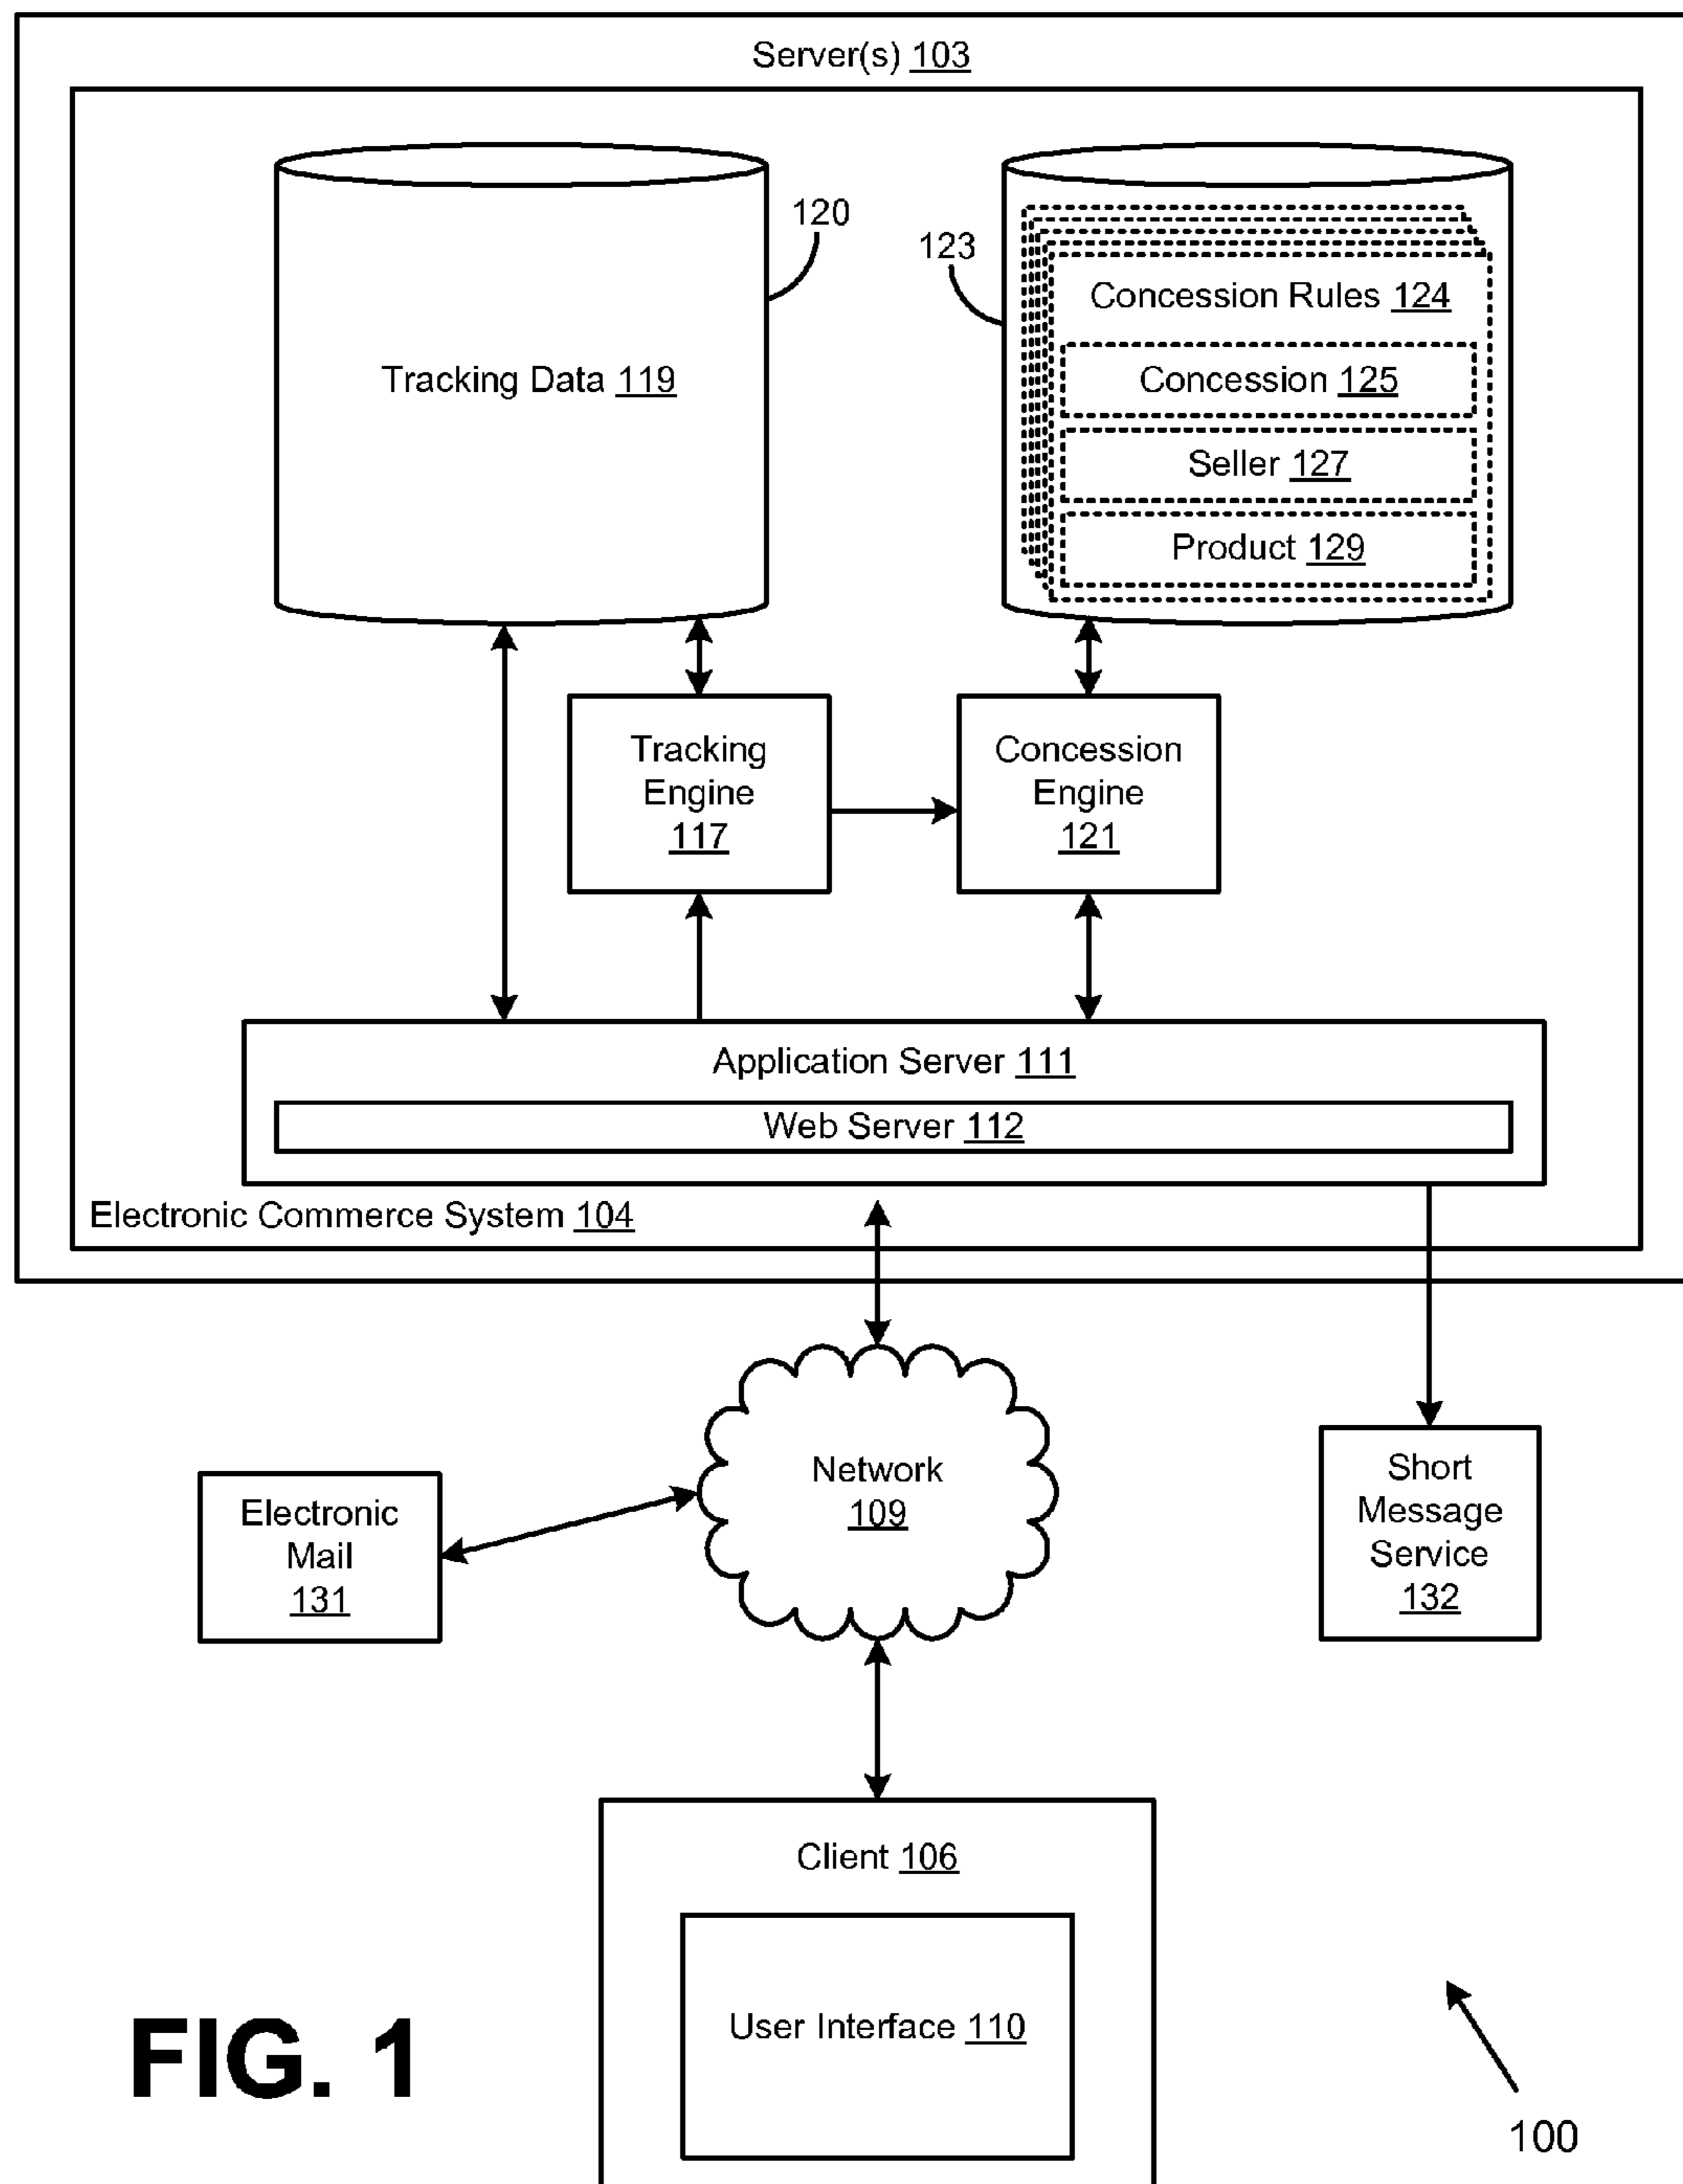 Server(s) 103
120
123
Concession Rules 124
Tracking Data 119
Concession 125
Seller 127
Product 129
Tracking
Engine
117
Concession
Engine
121
Application Server 111
Web Server 112
Electronic Commerce System 104
Network
109
Electronic
Mail
131
Short
Message
Service
132
Client 106
User Interface 110
FIG. 1
100